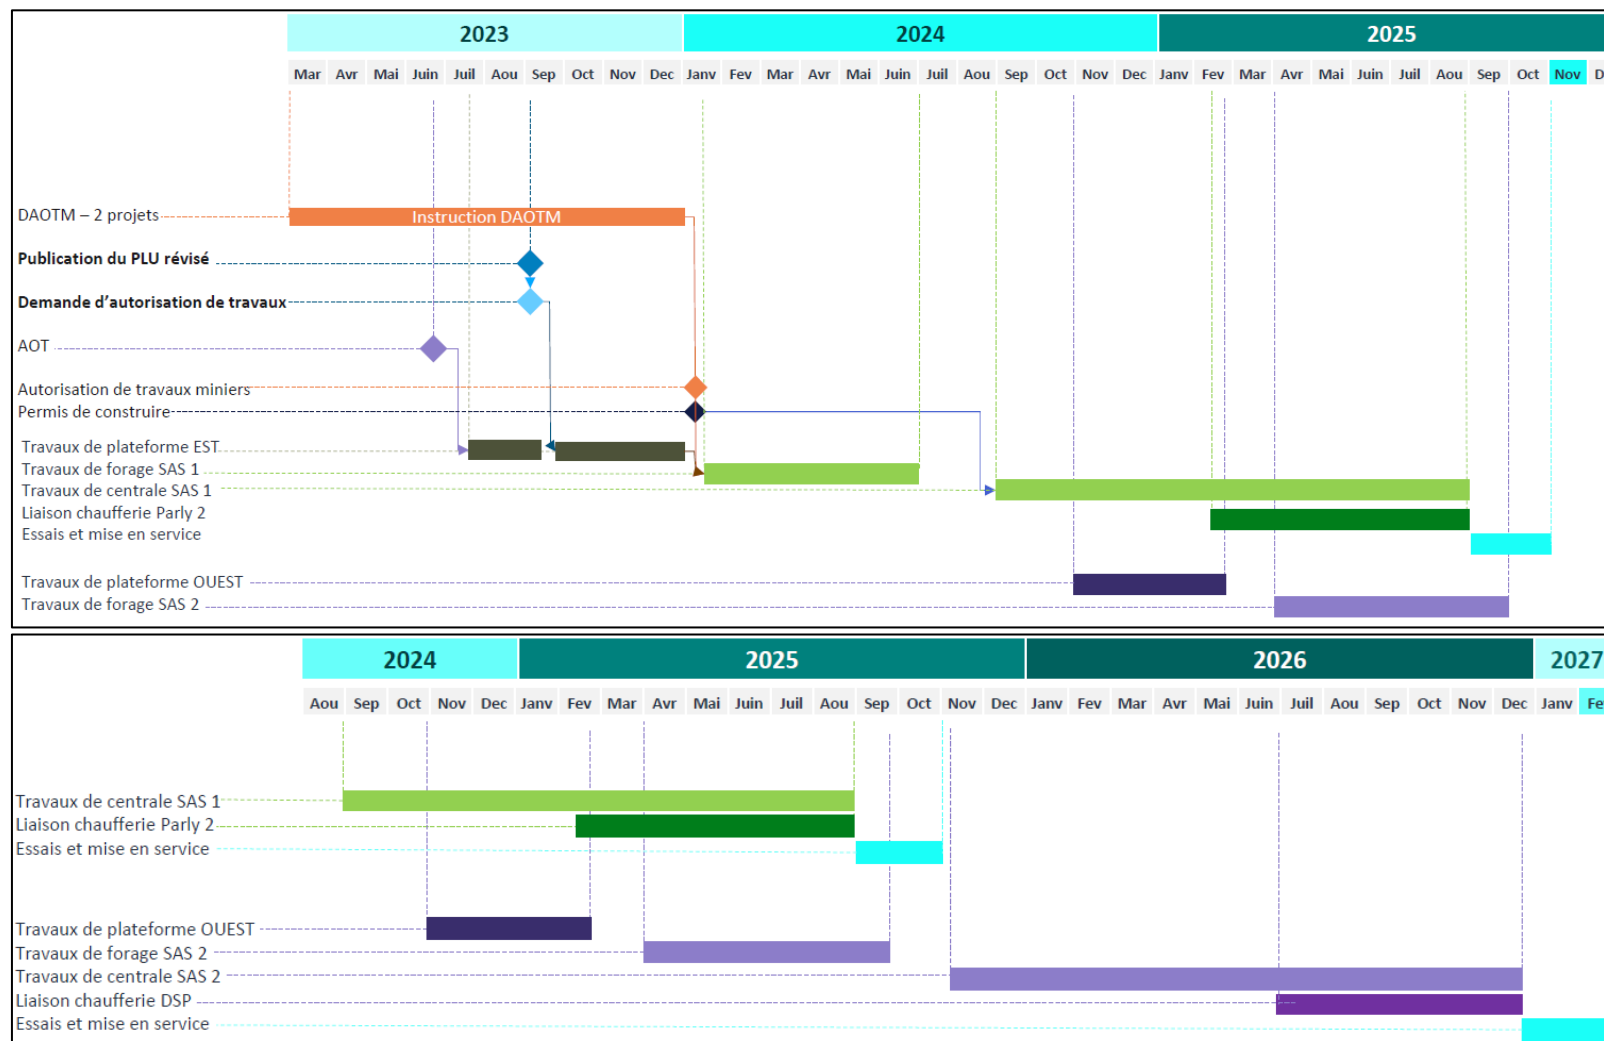 2023 2024 2025
Mar Avr Mai Juin Juil Aou Sep Oct Nov Dec Janv Fev Mar Avr Mai Juin Juil Aou Sep Oct Nov Dec Janv Fev Mar Avr Mai Juin Juil Aou Sep Oct Nov D
DAOTM – 2 projets Instruction DAOTM
Publication du PLU révisé
Demande d’autorisation de travaux
AOT
Autorisation de travaux miniers
Permis de construire
Travaux de plateforme EST
Travaux de forage SAS 1
Travaux de centrale SAS 1
Liaison chaufferie Parly 2
Essais et mise en service
Travaux de plateforme OUEST
Travaux de forage SAS 2
2024 2025 2026 2027
Aou Sep Oct Nov Dec Janv Fev Mar Avr Mai Juin Juil Aou Sep Oct Nov Dec Janv Fev Mar Avr Mai Juin Juil Aou Sep Oct Nov Dec Janv Fe
Travaux de centrale SAS 1
Liaison chaufferie Parly 2
Essais et mise en service
Travaux de plateforme OUEST
Travaux de forage SAS 2
Travaux de centrale SAS 2
Liaison chaufferie DSP
Essais et mise en service